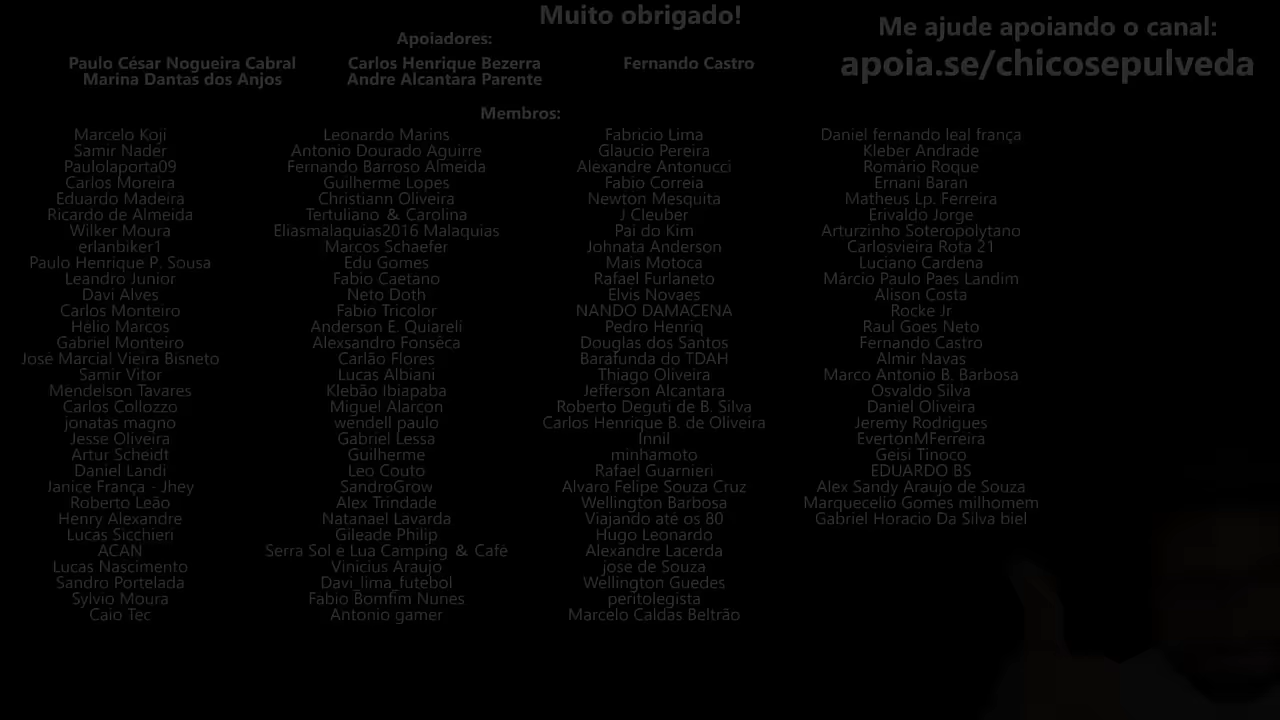 Muito obrigado!
Me ajude apoiando o canal:
apoia.se/chicosepulveda
Apoiadores:
Paulo César Nogueira Cabral
Marina Dantas dos Anjos
Carlos Henrique Bezerra
Andre Alcantara Parente
Fernando Castro
Membros:
Marcelo Koji
Samir Nader
Paulolaporta09
Carlos Moreira
Eduardo Madeira
Ricardo de Almeida
Wilker Moura
erlanbiker1
Paulo Henrique P. Sousa
Leandro Junior
Davi Alves
Carlos Monteiro
Hélio Marcos
Gabriel Monteiro
José Marcial Vieira Bisneto
Samir Vitor
Mendelson Tavares
Carlos Collozzo
jonatas magno
Jesse Oliveira
Artur Scheidt
Daniel Landi
Janice França - Jhey
Roberto Leão
Henry Alexandre
Lucas Sicchieri
ACAN
Lucas Nascimento
Sandro Portelada
Sylvio Moura
Caio Tec
Leonardo Marins
Antonio Dourado Aguirre
Fernando Barroso Almeida
Guilherme Lopes
Christiann Oliveira
Tertuliano & Carolina
Eliasmalaquias2016 Malaquias
Marcos Schaefer
Edu Gomes
Fabio Caetano
Neto Doth
Fabio Tricolor
Anderson E. Quiareli
Alexsandro Fonsêca
Carlão Flores
Lucas Albiani
Klebão Ibiapaba
Miguel Alarcon
wendell paulo
Gabriel Lessa
Guilherme
Leo Couto
SandroGrow
Alex Trindade
Natanael Lavarda
Gileade Philip
Serra Sol e Lua Camping & Café
Vinicius Araujo
Davi_lima_futebol
Fabio Bomfim Nunes
Antonio gamer
Fabricio Lima
Glaucio Pereira
Alexandre Antonucci
Fabio Correia
Newton Mesquita
J Cleuber
Pai do Kim
Johnata Anderson
Mais Motoca
Rafael Furlaneto
Elvis Novaes
NANDO DAMACENA
Pedro Henriq
Douglas dos Santos
Barafunda do TDAH
Thiago Oliveira
Jefferson Alcantara
Roberto Deguti de B. Silva
Carlos Henrique B. de Oliveira
Innil
minhamoto
Rafael Guarnieri
Alvaro Felipe Souza Cruz
Wellington Barbosa
Viajando até os 80
Hugo Leonardo
Alexandre Lacerda
jose de Souza
Wellington Guedes
peritolegista
Marcelo Caldas Beltrão
Daniel fernando leal frança
Kleber Andrade
Romário Roque
Ernani Baran
Matheus Lp. Ferreira
Erivaldo Jorge
Arturzinho Soteropolytano
Carlosvieira Rota 21
Luciano Cardena
Márcio Paulo Paes Landim
Alison Costa
Rocke Jr
Raul Goes Neto
Fernando Castro
Almir Navas
Marco Antonio B. Barbosa
Osvaldo Silva
Daniel Oliveira
Jeremy Rodrigues
EvertonMFerreira
Geisi Tinoco
EDUARDO BS
Alex Sandy Araujo de Souza
Marquecelio Gomes milhomem
Gabriel Horacio Da Silva biel